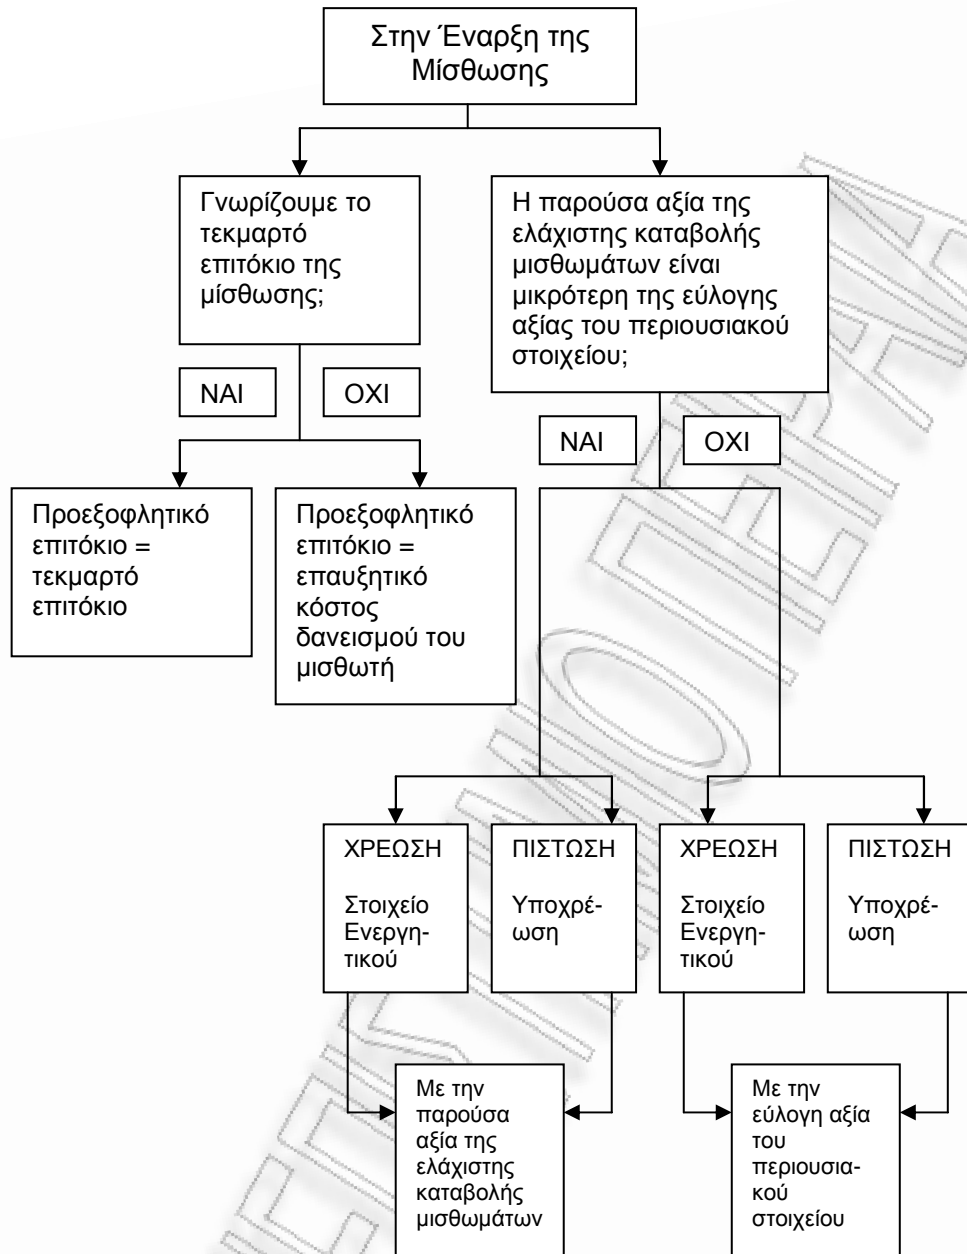 Στην Έναρξη της
Μίσθωσης
Γνωρίζουμε το
τεκμαρτό
επιτόκιο της
μίσθωσης;
Η παρούσα αξία της
ελάχιστης καταβολής
μισθωμάτων είναι
μικρότερη της εύλογης
αξίας του περιουσιακού
στοιχείου;
ΝΑΙ
ΟΧΙ
ΝΑΙ
ΟΧΙ
Προεξοφλητικό
επιτόκιο =
τεκμαρτό
επιτόκιο
Προεξοφλητικό
επιτόκιο =
επαυξητικό
κόστος
δανεισμού του
μισθωτή
ΧΡΕΩΣΗ
Στοιχείο
Ενεργη-
τικού
ΠΙΣΤΩΣΗ
Υποχρέ-
ωση
ΧΡΕΩΣΗ
Στοιχείο
Ενεργη-
τικού
ΠΙΣΤΩΣΗ
Υποχρέ-
ωση
Με την
παρούσα
αξία της
ελάχιστης
καταβολής
μισθωμάτων
Με την
εύλογη αξία
του
περιουσια-
κού
στοιχείου